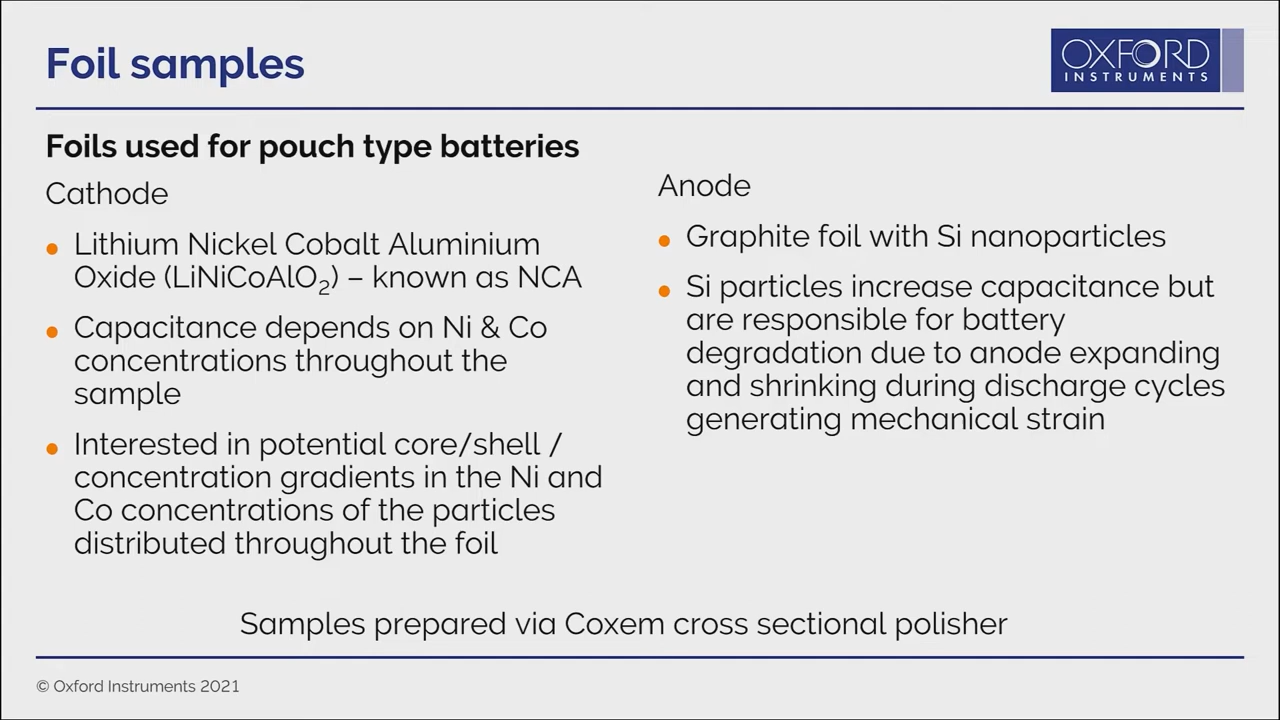 Foil samples
OXFORD
INSTRUMENTS
Foils used for pouch type batteries
Cathode
• Lithium Nickel Cobalt Aluminium
Oxide (LiNiCoAlO₂) – known as NCA
• Capacitance depends on Ni & Co
concentrations throughout the
sample
• Interested in potential core/shell /
concentration gradients in the Ni and
Co concentrations of the particles
distributed throughout the foil
Anode
• Graphite foil with Si nanoparticles
• Si particles increase capacitance but
are responsible for battery
degradation due to anode expanding
and shrinking during discharge cycles
generating mechanical strain
Samples prepared via Coxem cross sectional polisher
© Oxford Instruments 2021